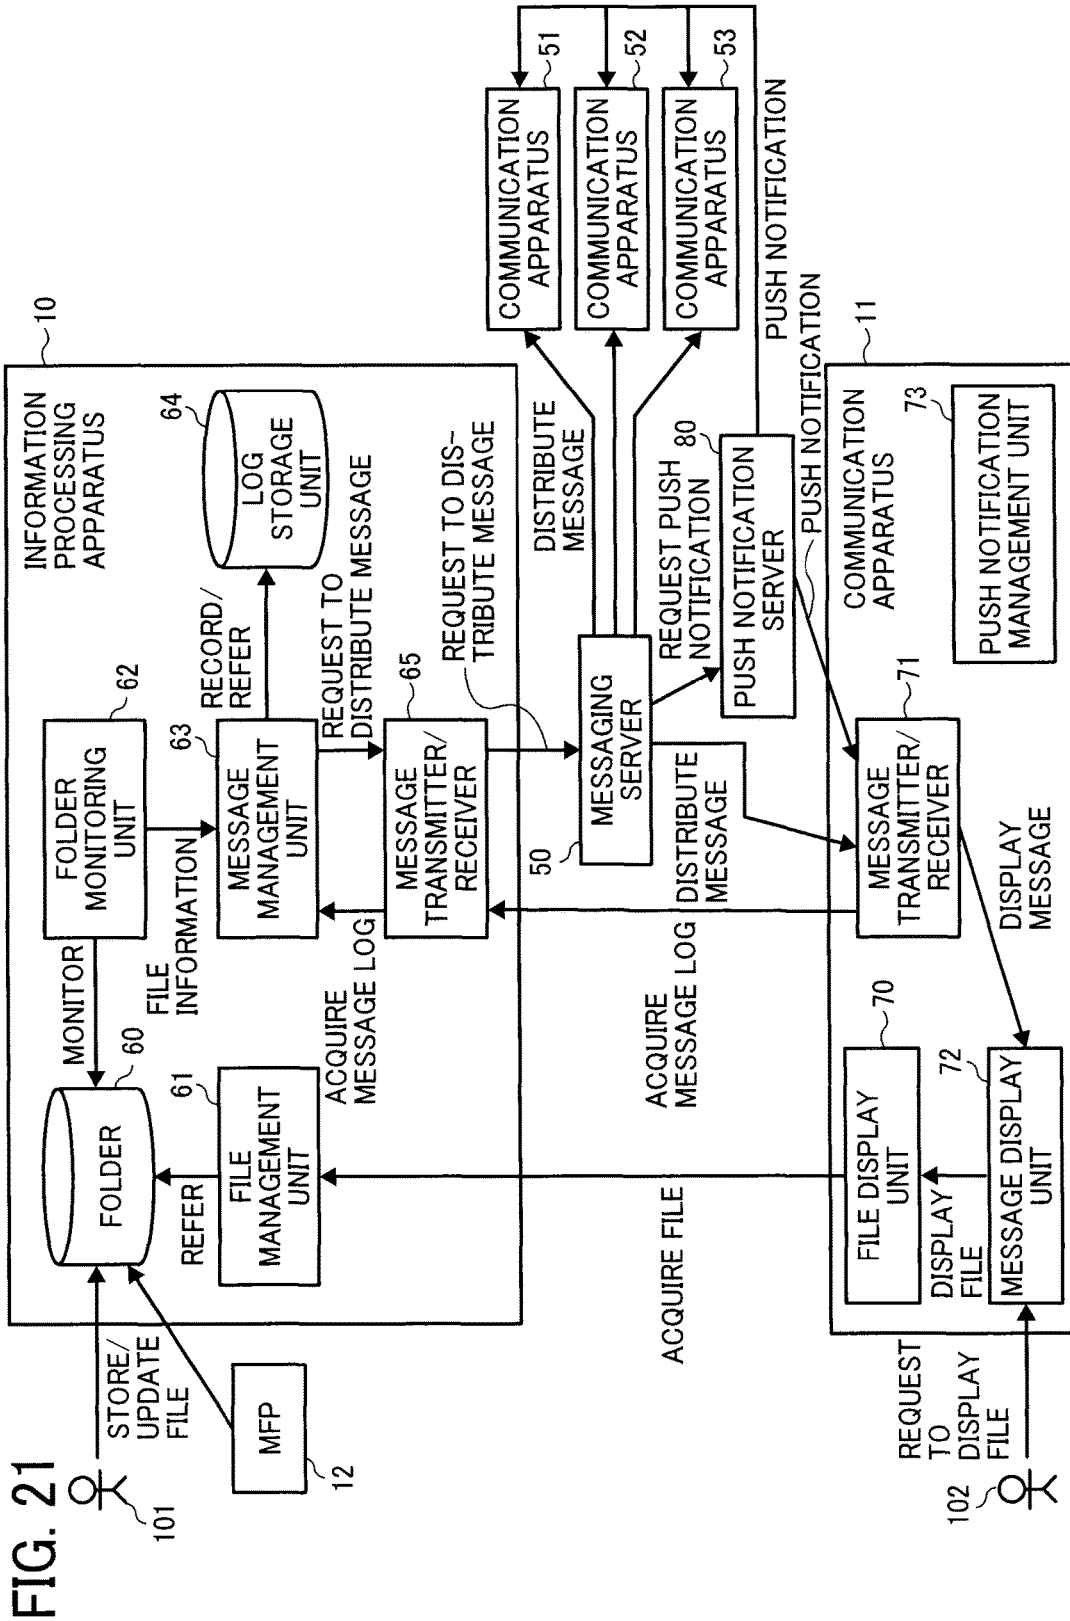 FIG. 21
101
STORE/
UPDATE
FILE
MFP
12
INFORMATION
PROCESSING
APPARATUS
10
FOLDER
60
MONITOR
FOLDER
MONITORING
UNIT
62
FILE
INFORMATION
REFER
FILE
MANAGEMENT
UNIT
61
MESSAGE
MANAGEMENT
UNIT
63
RECORD/
REFER
LOG
STORAGE
UNIT
64
ACQUIRE
MESSAGE LOG
REQUEST TO
DISTRIBUTE MESSAGE
MESSAGE
TRANSMITTER/
RECEIVER
65
REQUEST TO DIS-
TRIBUTE MESSAGE
MESSAGING
SERVER
50
DISTRIBUTE
MESSAGE
COMMUNICATION
APPARATUS
51
COMMUNICATION
APPARATUS
52
COMMUNICATION
APPARATUS
53
REQUEST PUSH
NOTIFICATION
PUSH NOTIFICATION
SERVER
80
PUSH NOTIFICATION
PUSH NOTIFICATION
ACQUIRE FILE
ACQUIRE
MESSAGE LOG
DISTRIBUTE
MESSAGE
COMMUNICATION
APPARATUS
11
FILE DISPLAY
UNIT
70
MESSAGE
TRANSMITTER/
RECEIVER
71
PUSH NOTIFICATION
MANAGEMENT UNIT
73
DISPLAY
FILE
MESSAGE DISPLAY
UNIT
72
DISPLAY
MESSAGE
REQUEST
TO
DISPLAY
FILE
102